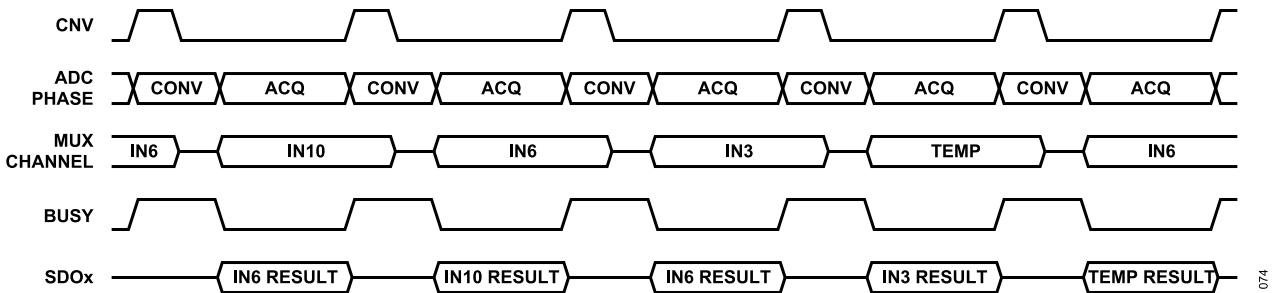 CNV
ADC
PHASE
CONV ACQ CONV ACQ CONV ACQ CONV ACQ CONV ACQ
MUX
CHANNEL
IN6 IN10 IN6 IN3 TEMP IN6
BUSY
SDOx
IN6 RESULT IN10 RESULT IN6 RESULT IN3 RESULT TEMP RESULT
074